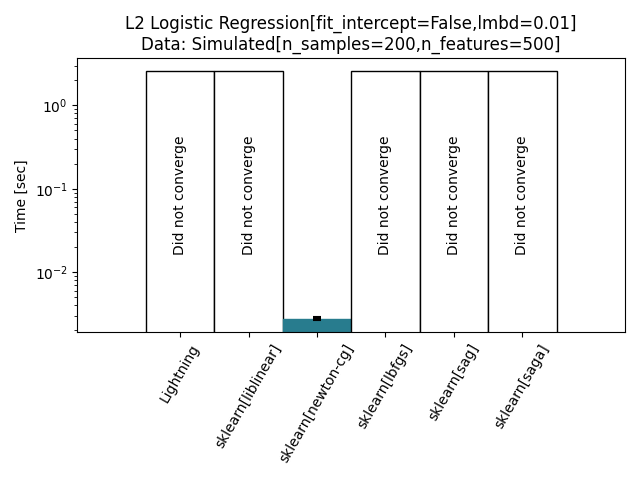 L2 Logistic Regression[fit_intercept=False,lmbd=0.01]
Data: Simulated[n_samples=200,n_features=500]
Time [sec]
10⁰
10⁻¹
10⁻²
Did not converge
Did not converge
Did not converge
Did not converge
Did not converge
Lightning
sklearn[liblinear]
sklearn[newton-cg]
sklearn[lbfgs]
sklearn[sag]
sklearn[saga]